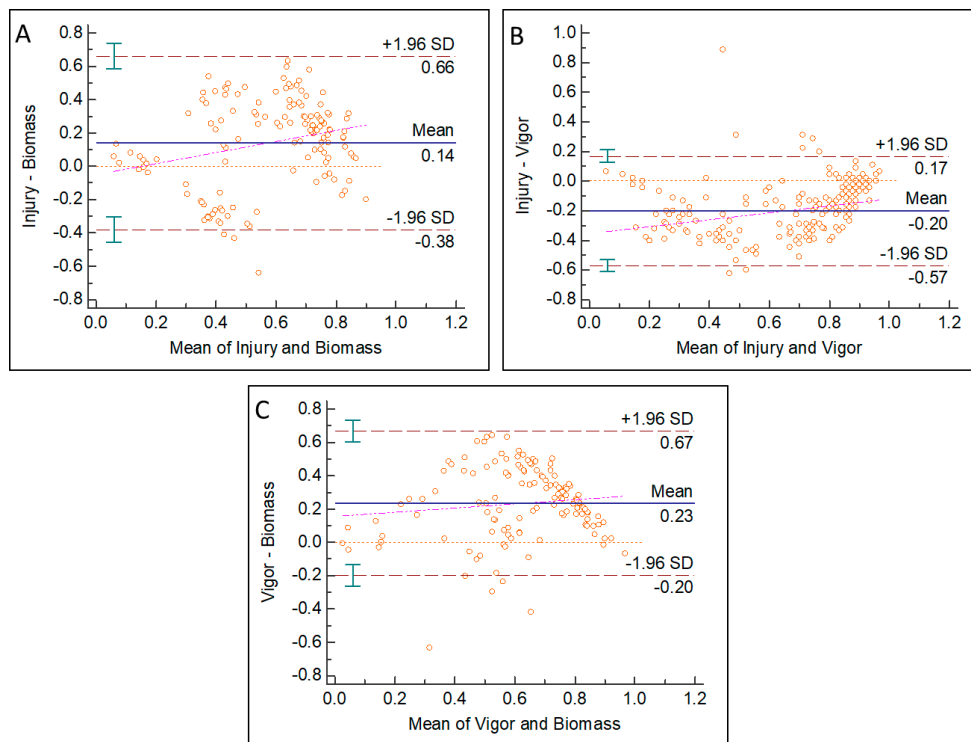 A
Injury - Biomass
0.8
0.6
0.4
0.2
0.0
-0.2
-0.4
-0.6
-0.8
+1.96 SD
0.66
Mean
0.14
-1.96 SD
-0.38
0.0 0.2 0.4 0.6 0.8 1.0 1.2
Mean of Injury and Biomass
B
Injury - Vigor
1.0
0.8
0.6
0.4
0.2
0.0
-0.2
-0.4
-0.6
-0.8
+1.96 SD
0.17
Mean
-0.20
-1.96 SD
-0.57
0.0 0.2 0.4 0.6 0.8 1.0 1.2
Mean of Injury and Vigor
C
Vigor - Biomass
0.8
0.6
0.4
0.2
0.0
-0.2
-0.4
-0.6
-0.8
+1.96 SD
0.67
Mean
0.23
-1.96 SD
-0.20
0.0 0.2 0.4 0.6 0.8 1.0 1.2
Mean of Vigor and Biomass